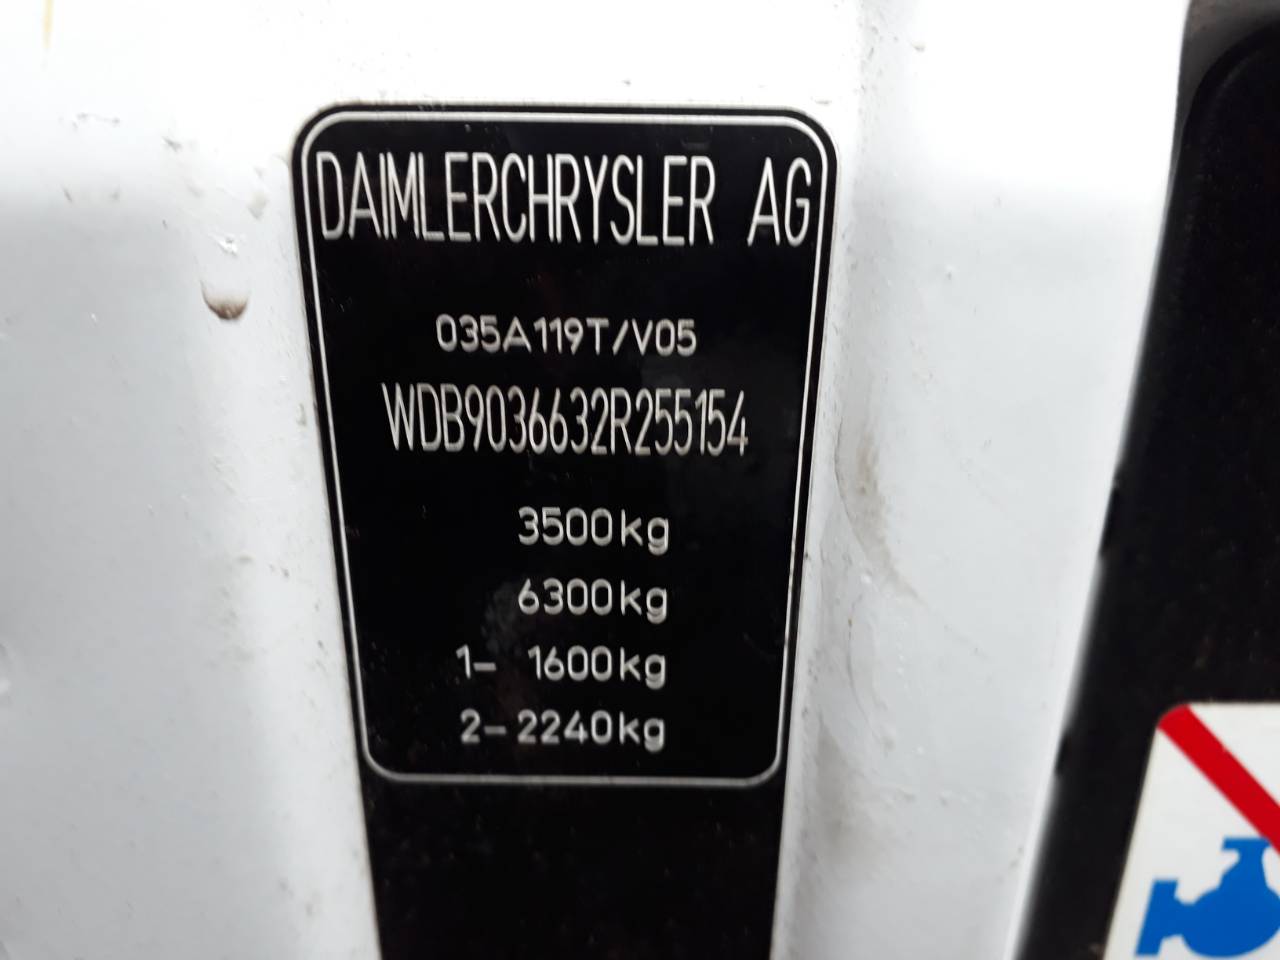 DAIMLERCHRYSLER AG
035A119T/V05
WDB9036632R255154
3500kg
6300kg
1- 1600kg
2- 2240kg